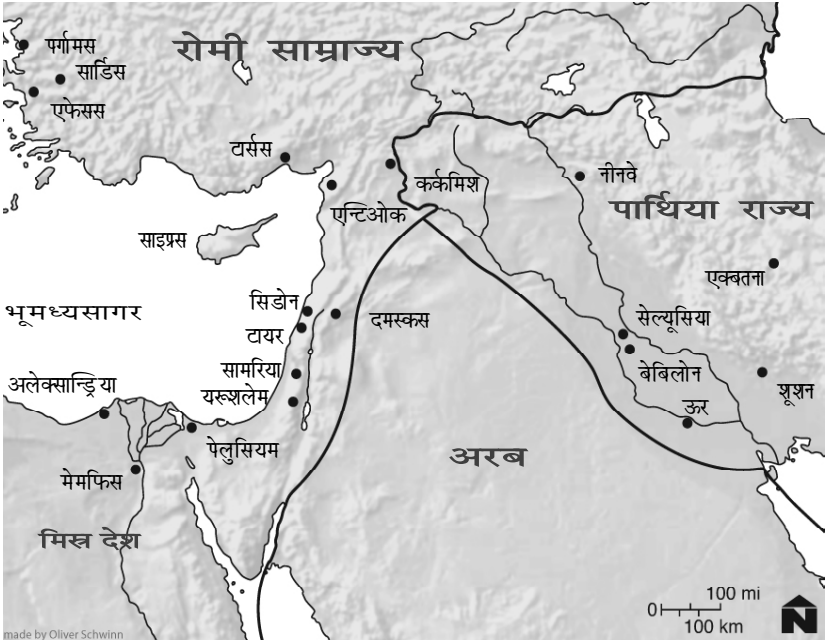 पर्गामस
रोमी साम्राज्य
सार्डिस
एफेसस
टार्सस
कर्कमिश
नीनवे
एन्टिओक
पार्थिया राज्य
साइप्रस
एक्बतना
भूमध्यसागर
सिडोन
दमस्कस
सेल्यूसिया
टायर
सामरिया
बेबिलोन
अलेक्सान्ड्रिया
यरूशलेम
शूशन
ऊर
पेलुसियम
अरब
मेमफिस
मिस्र देश
100 mi
0
100 km
N
made by Oliver Schwinn